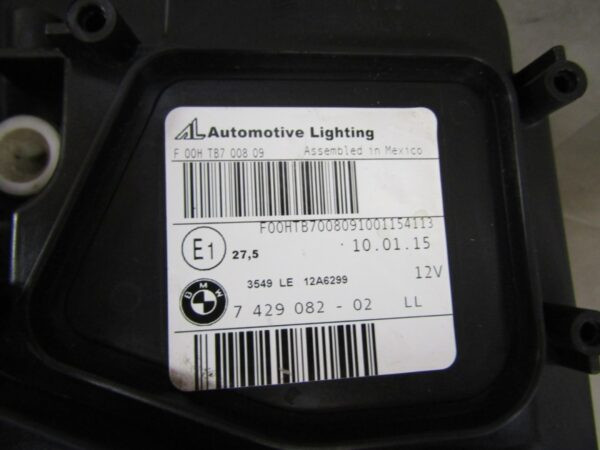 AL Automotive Lighting
F 00H TB7 008 09 Assembled in Mexico
F00HTB7008091001154113
E1 27,5 10.01.15
3549 LE 12A6299 12V
BMW 7 429 082 - 02 LL